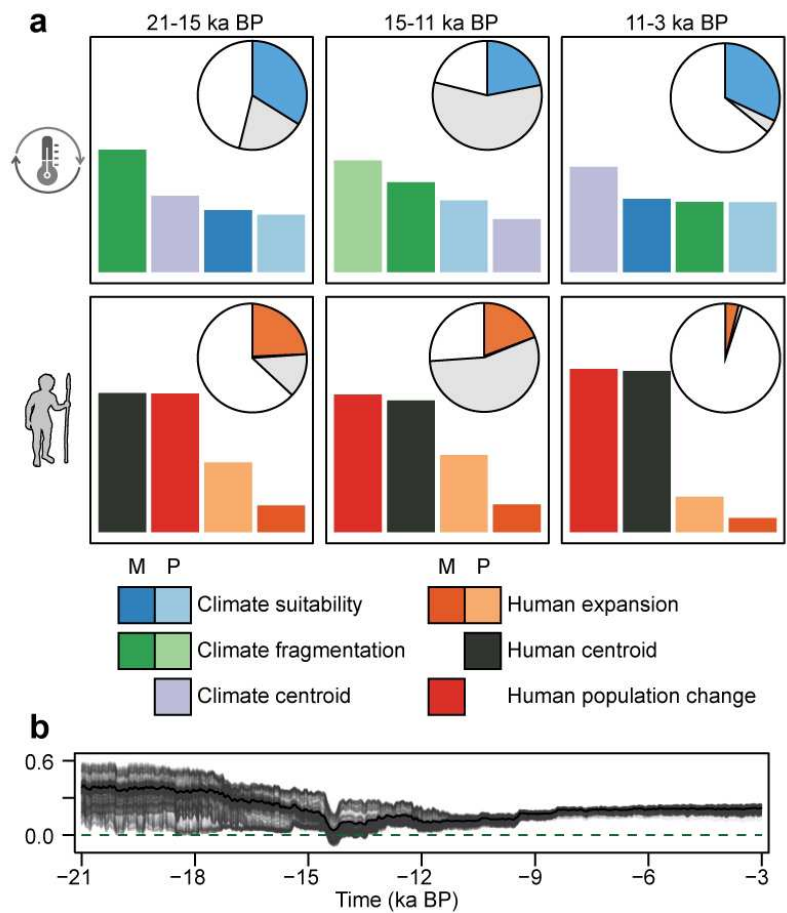 a
21-15 ka BP 15-11 ka BP 11-3 ka BP
M P M P
Climate suitability Human expansion
Climate fragmentation Human centroid
Climate centroid Human population change
b
0.6
0.0
−21 −18 −15 −12 −9 −6 −3
Time (ka BP)